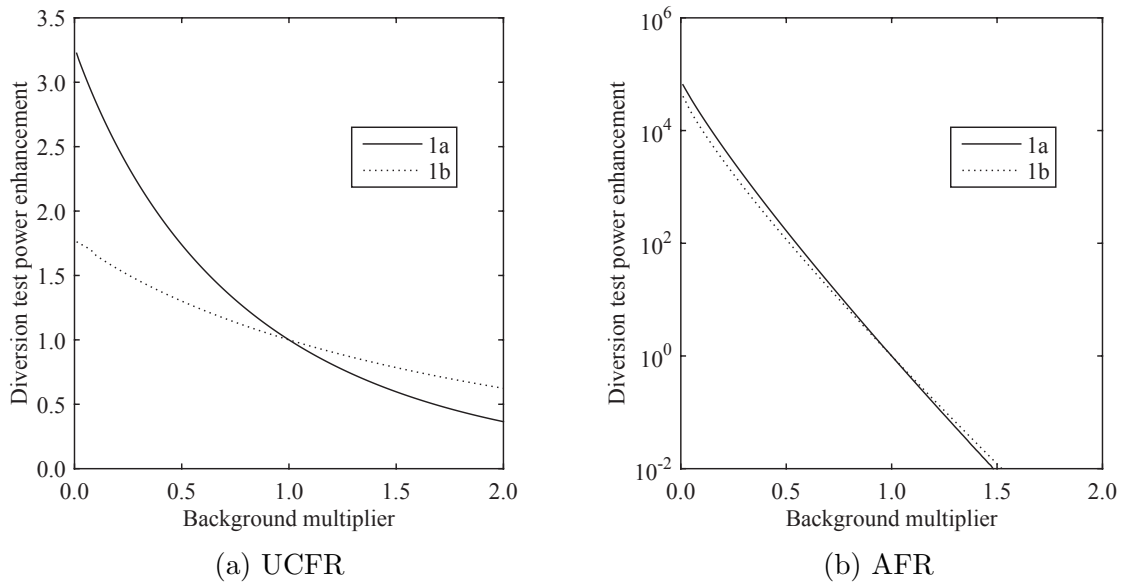 Diversion test power enhancement
3.5
3.0
2.5
2.0
1.5
1.0
0.5
0.0
1a
1b
0.0 0.5 1.0 1.5 2.0
Background multiplier
(a) UCFR
Diversion test power enhancement
10^6
10^4
10^2
10^0
10^-2
1a
1b
0.0 0.5 1.0 1.5 2.0
Background multiplier
(b) AFR